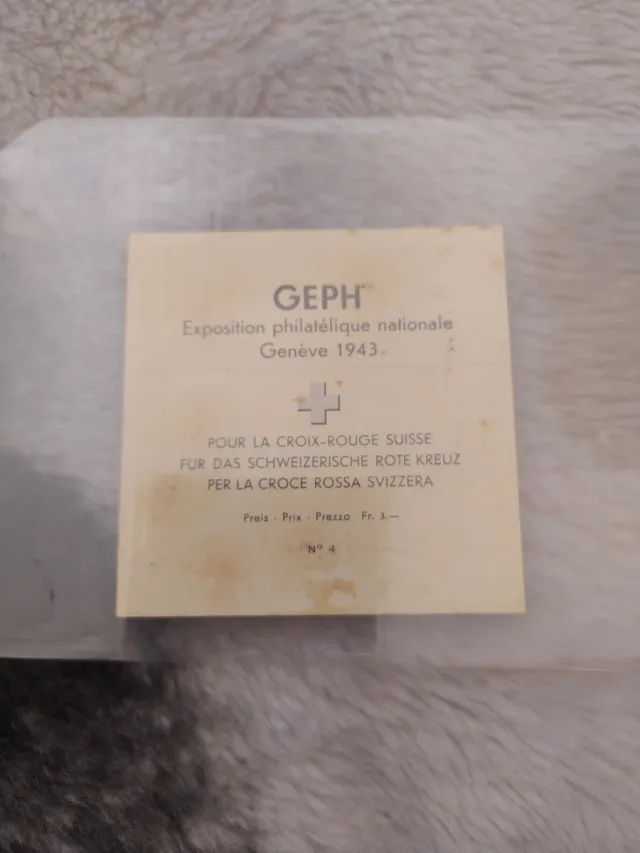 GEPH
Exposition philatélique nationale
Genève 1943
POUR LA CROIX-ROUGE SUISSE
FÜR DAS SCHWEIZERISCHE ROTE KREUZ
PER LA CROCE ROSSA SVIZZERA
Preis · Prix · Prezzo Fr. 3.—
Nº 4